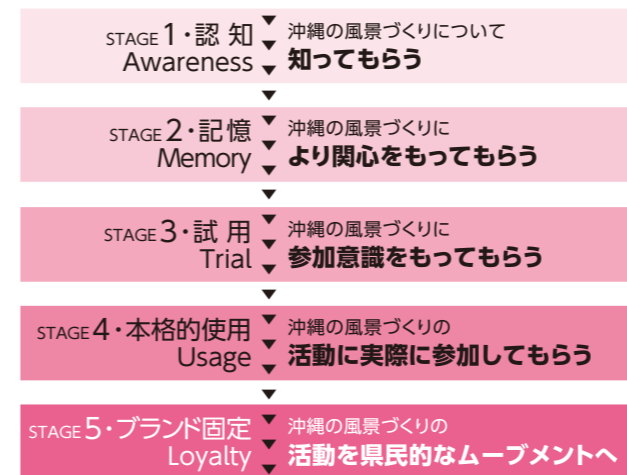 STAGE 1・認 知
Awareness
沖縄の風景づくりについて
知ってもらう
STAGE 2・記憶
Memory
沖縄の風景づくりに
より関心をもってもらう
STAGE 3・試 用
Trial
沖縄の風景づくりに
参加意識をもってもらう
STAGE 4・本格的使用
Usage
沖縄の風景づくりの
活動に実際に参加してもらう
STAGE 5・ブランド固定
Loyalty
沖縄の風景づくりの
活動を県民的なムーブメントへ